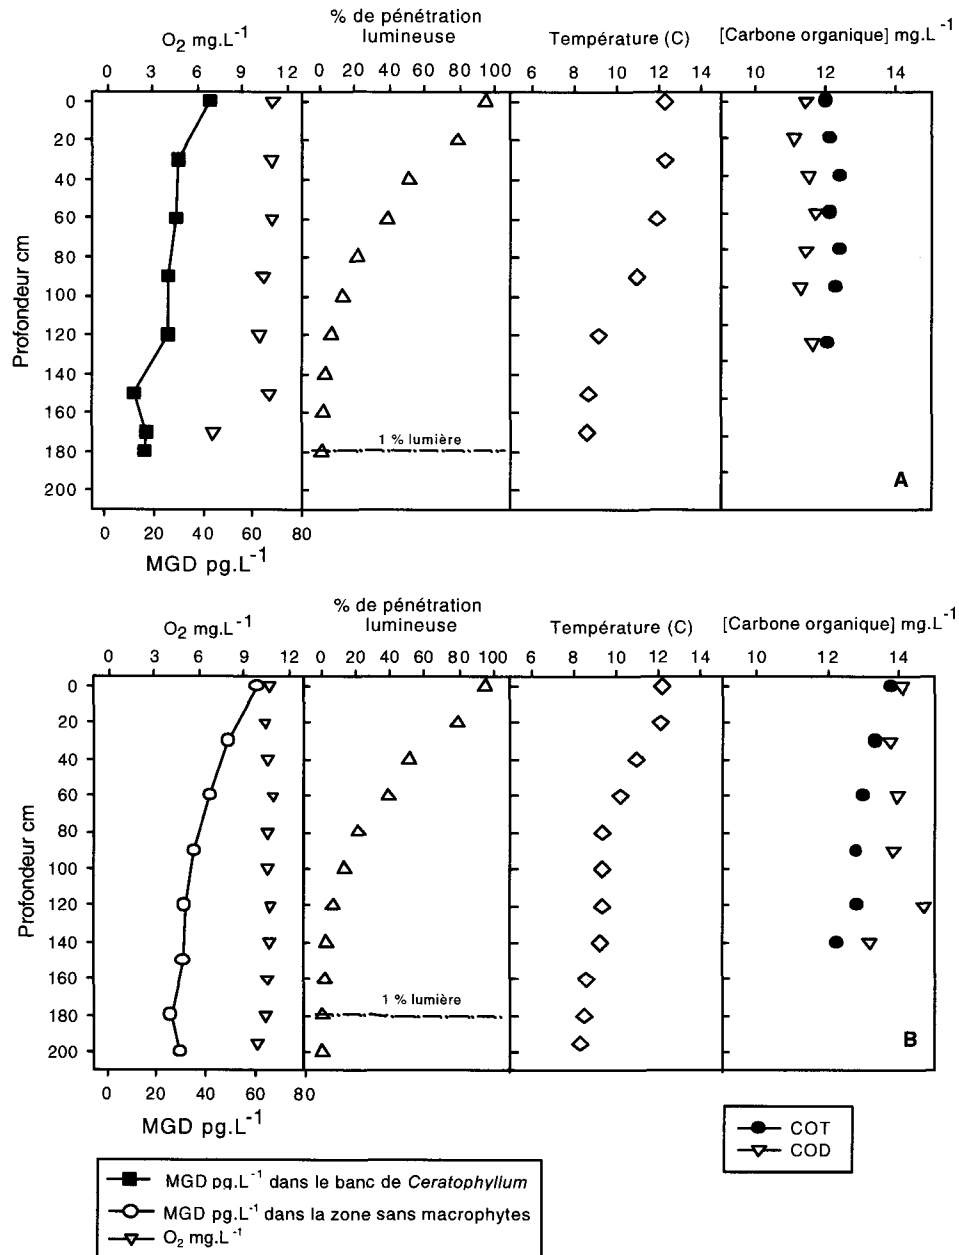 % de pénétration
lumineuse
O2 mg.L-1
Température (C)
[Carbone organique] mg.L-1
0 3 6 9 12
0 20 40 60 80 100
6 8 10 12 14
10 12 14
Profondeur cm
0
20
40
60
80
100
120
140
160
180
200
1 % lumière
A
0 20 40 60 80
MGD pg.L-1
% de pénétration
lumineuse
O2 mg.L-1
Température (C)
[Carbone organique] mg.L-1
0 3 6 9 12
0 20 40 60 80 100
6 8 10 12 14
10 12 14
Profondeur cm
0
20
40
60
80
100
120
140
160
180
200
1 % lumière
B
0 20 40 60 80
MGD pg.L-1
COT
COD
MGD pg.L-1 dans le banc de Ceratophyllum
MGD pg.L-1 dans la zone sans macrophytes
O2 mg.L-1